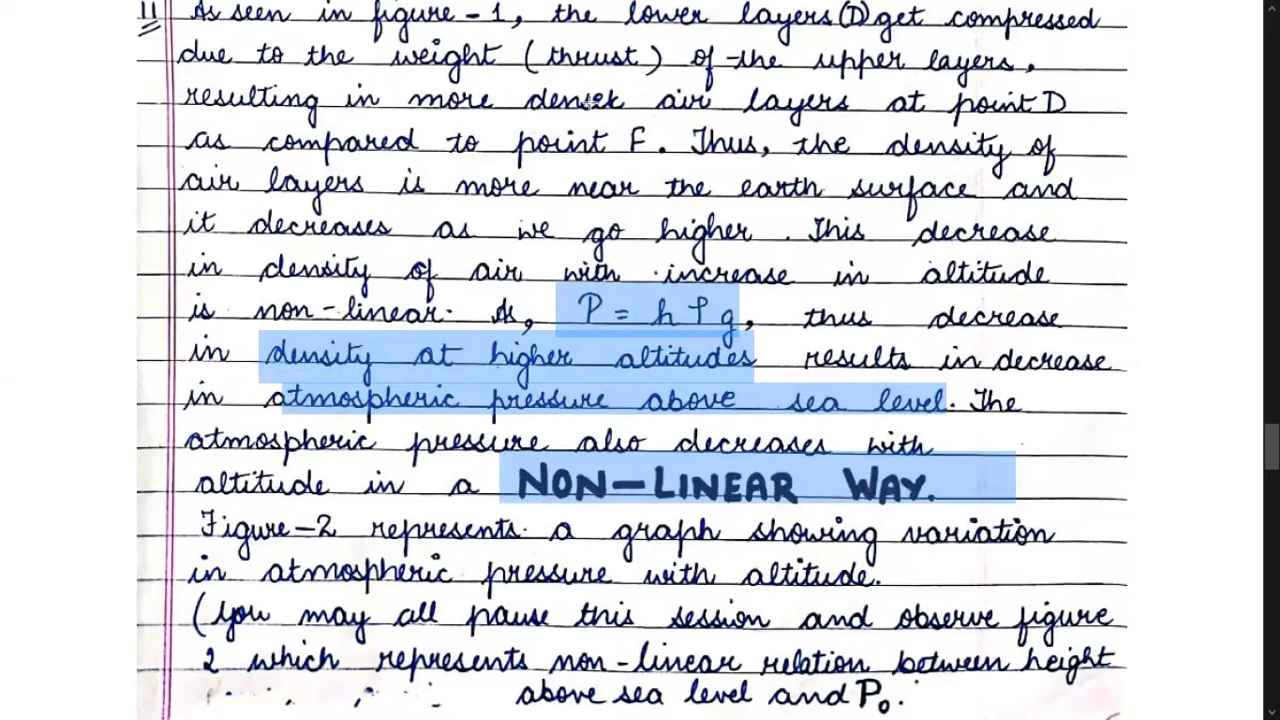 11 As seen in figure-1, the lower layers(D) get compressed
due to the weight (thrust) of the upper layers,
resulting in more denser air layers at point D
as compared to point F. Thus, the density of
air layers is more near the earth surface and
it decreases as we go higher. This decrease
in density of air with increase in altitude
is non-linear. As, P = hρg, thus decrease
in density at higher altitudes results in decrease
in atmospheric pressure above sea level. The
atmospheric pressure also decreases with
altitude in a NON-LINEAR WAY.
Figure-2 represents a graph showing variation
in atmospheric pressure with altitude.
(You may all pause this session and observe figure
2 which represents non-linear relation between height
above sea level and P₀.